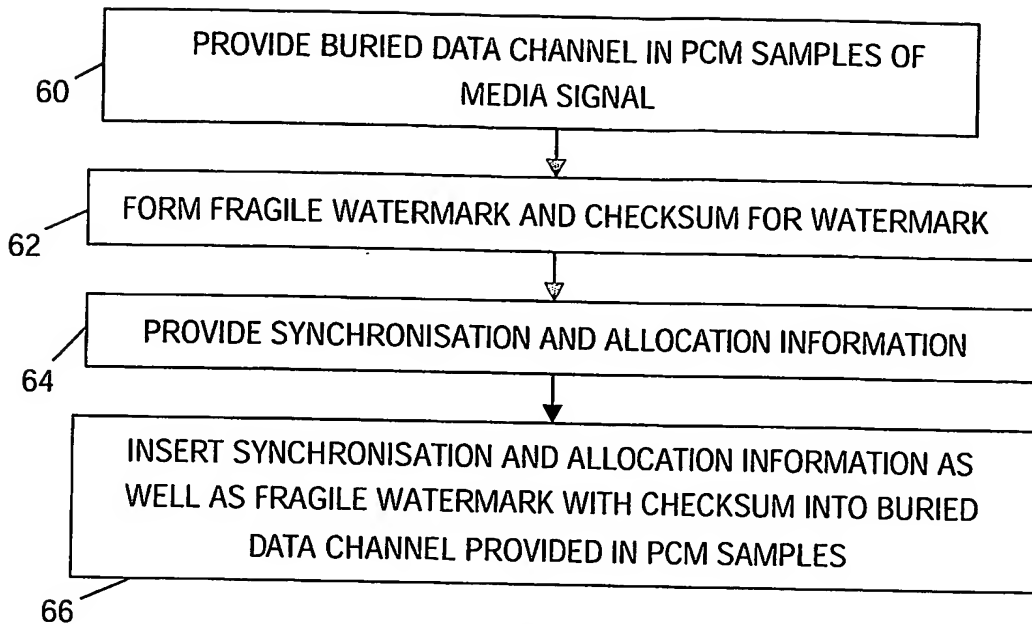 PROVIDE BURIED DATA CHANNEL IN PCM SAMPLES OF
MEDIA SIGNAL
60
FORM FRAGILE WATERMARK AND CHECKSUM FOR WATERMARK
62
PROVIDE SYNCHRONISATION AND ALLOCATION INFORMATION
64
INSERT SYNCHRONISATION AND ALLOCATION INFORMATION AS
WELL AS FRAGILE WATERMARK WITH CHECKSUM INTO BURIED
DATA CHANNEL PROVIDED IN PCM SAMPLES
66